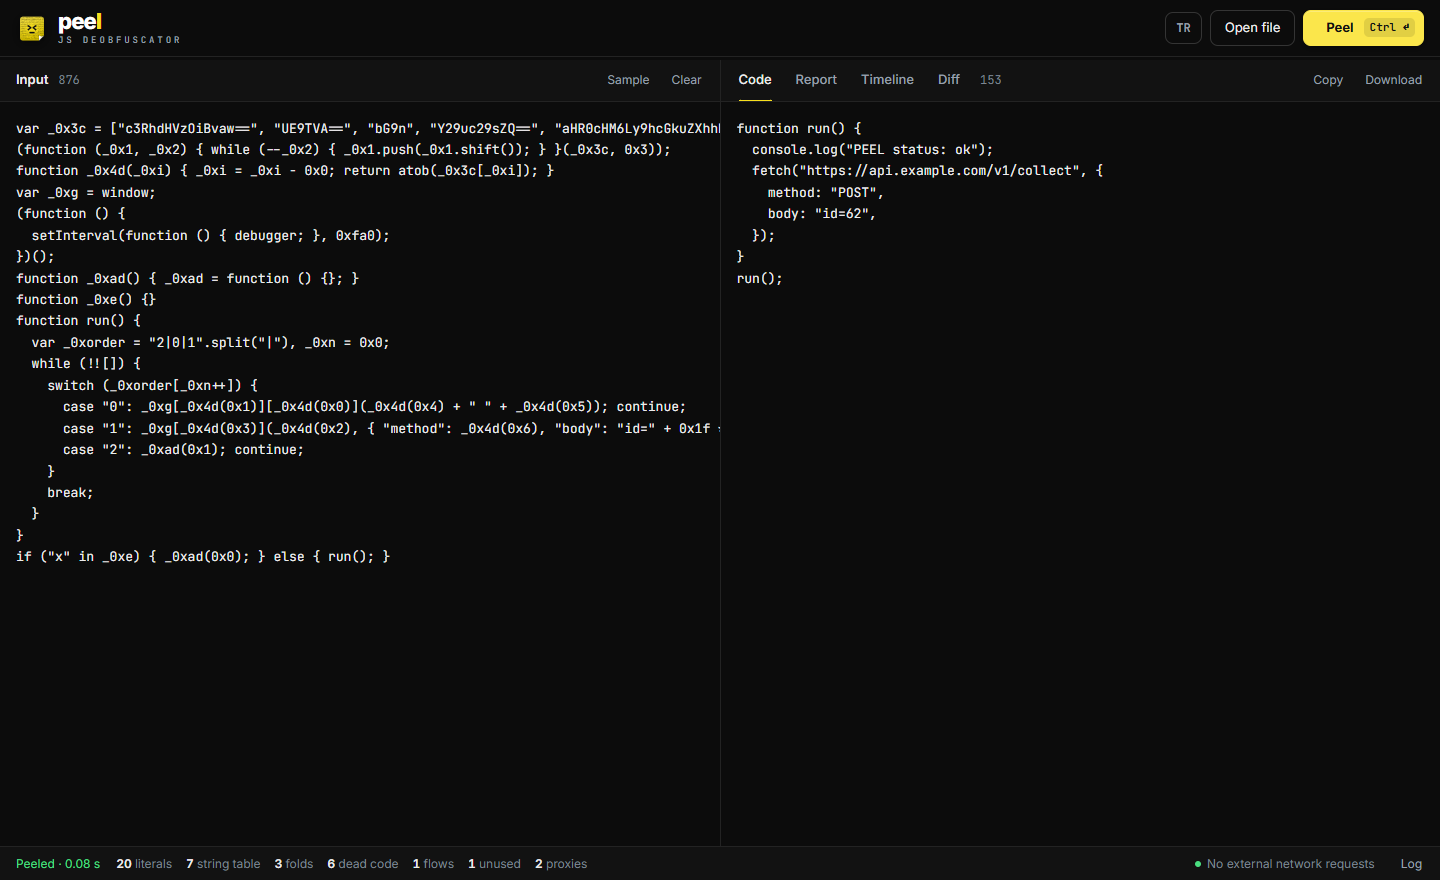 peel
JS DEOBFUSCATOR
TR
Open file
Peel Ctrl ⏎
Input 876
Sample
Clear
Code
Report
Timeline
Diff
153
Copy
Download
var _0x3c = ["c3RhdHVzOiBvaw==", "UE9TVA==", "bG9n", "Y29uc29sZQ==", "aHR0cHM6Ly9hcGkuZXhh
(function (_0x1, _0x2) { while (--_0x2) { _0x1.push(_0x1.shift()); } }(_0x3c, 0x3));
function _0x4d(_0xi) { _0xi = _0xi - 0x0; return atob(_0x3c[_0xi]); }
var _0xg = window;
(function () {
  setInterval(function () { debugger; }, 0xfa0);
})();
function _0xad() { _0xad = function () {}; }
function _0xe() {}
function run() {
  var _0xorder = "2|0|1".split("|"), _0xn = 0x0;
  while (!![]) {
    switch (_0xorder[_0xn++]) {
      case "0": _0xg[_0x4d(0x1)][_0x4d(0x0)](_0x4d(0x4) + " " + _0x4d(0x5)); continue;
      case "1": _0xg[_0x4d(0x3)](_0x4d(0x2), { "method": _0x4d(0x6), "body": "id=" + 0x1f
      case "2": _0xad(0x1); continue;
    }
    break;
  }
}
if ("x" in _0xe) { _0xad(0x0); } else { run(); }
function run() {
  console.log("PEEL status: ok");
  fetch("https://api.example.com/v1/collect", {
    method: "POST",
    body: "id=62",
  });
}
run();
Peeled · 0.08 s 20 literals 7 string table 3 folds 6 dead code 1 flows 1 unused 2 proxies
No external network requests
Log